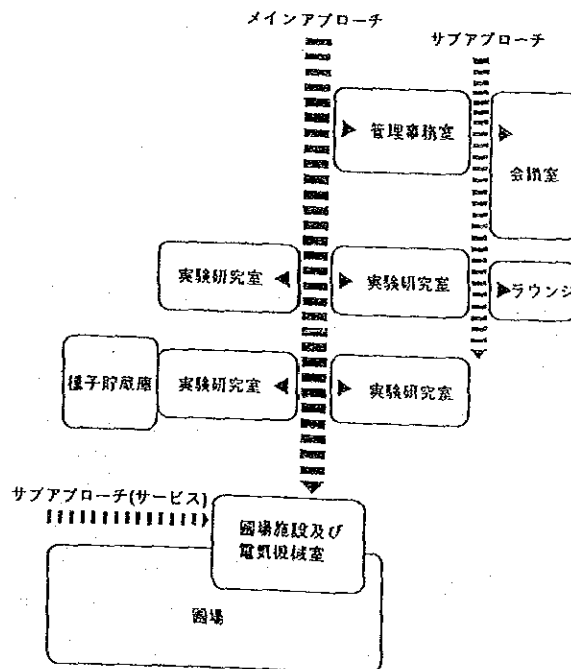 メインアプローチ
サブアプローチ
管理事務室
会議室
実験研究室
実験研究室
ラウンジ
種子貯蔵庫
実験研究室
実験研究室
サブアプローチ(サービス)
圃場施設及び
電気機械室
圃場